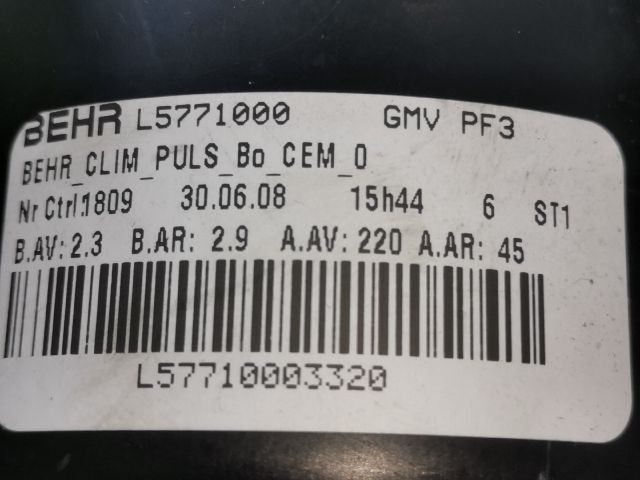 BEHR L5771000 GMV PF3
BEHR_CLIM_PULS_Bo_CEM_0
Nr Ctrl:1809 30.06.08 15h44 6 ST1
B.AV: 2.3 B.AR: 2.9 A.AV: 220 A.AR: 45
L57710003320